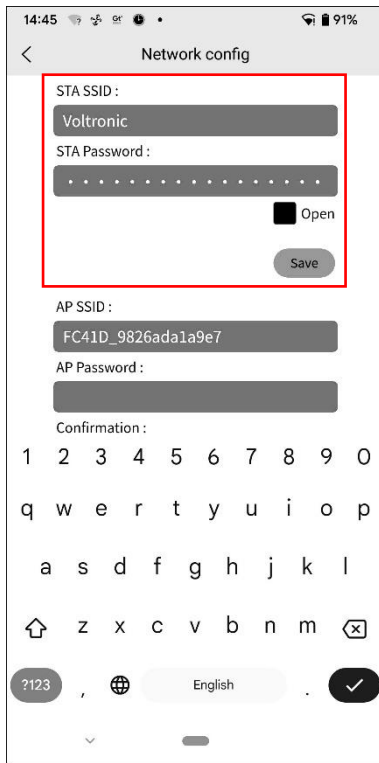 14:45 91%
Network config
STA SSID :
Voltronic
STA Password :
• • • • • • • • • • • • • • • • •
Open
Save
AP SSID :
FC41D_9826ada1a9e7
AP Password :
Confirmation :
1 2 3 4 5 6 7 8 9 0
q w e r t y u i o p
a s d f g h j k l
z x c v b n m
?123 , English .